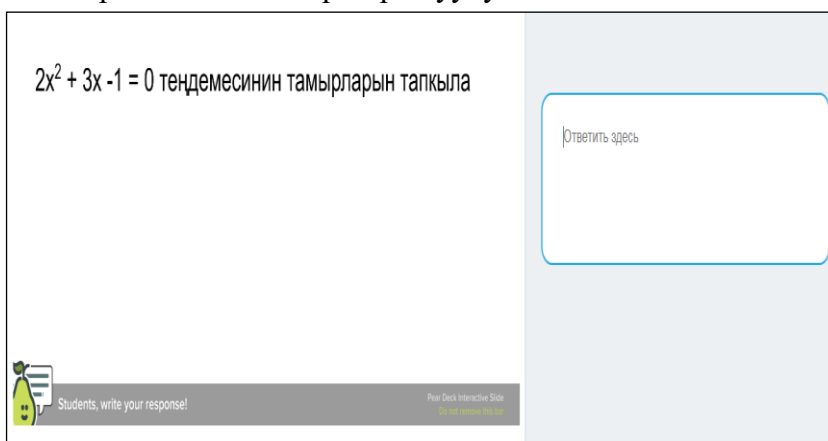 2x² + 3x -1 = 0 теңдемесинин тамырларын тапкыла
Ответить здесь
Students, write your response!
Pear Deck Interactive Slide
Do not remove this bar